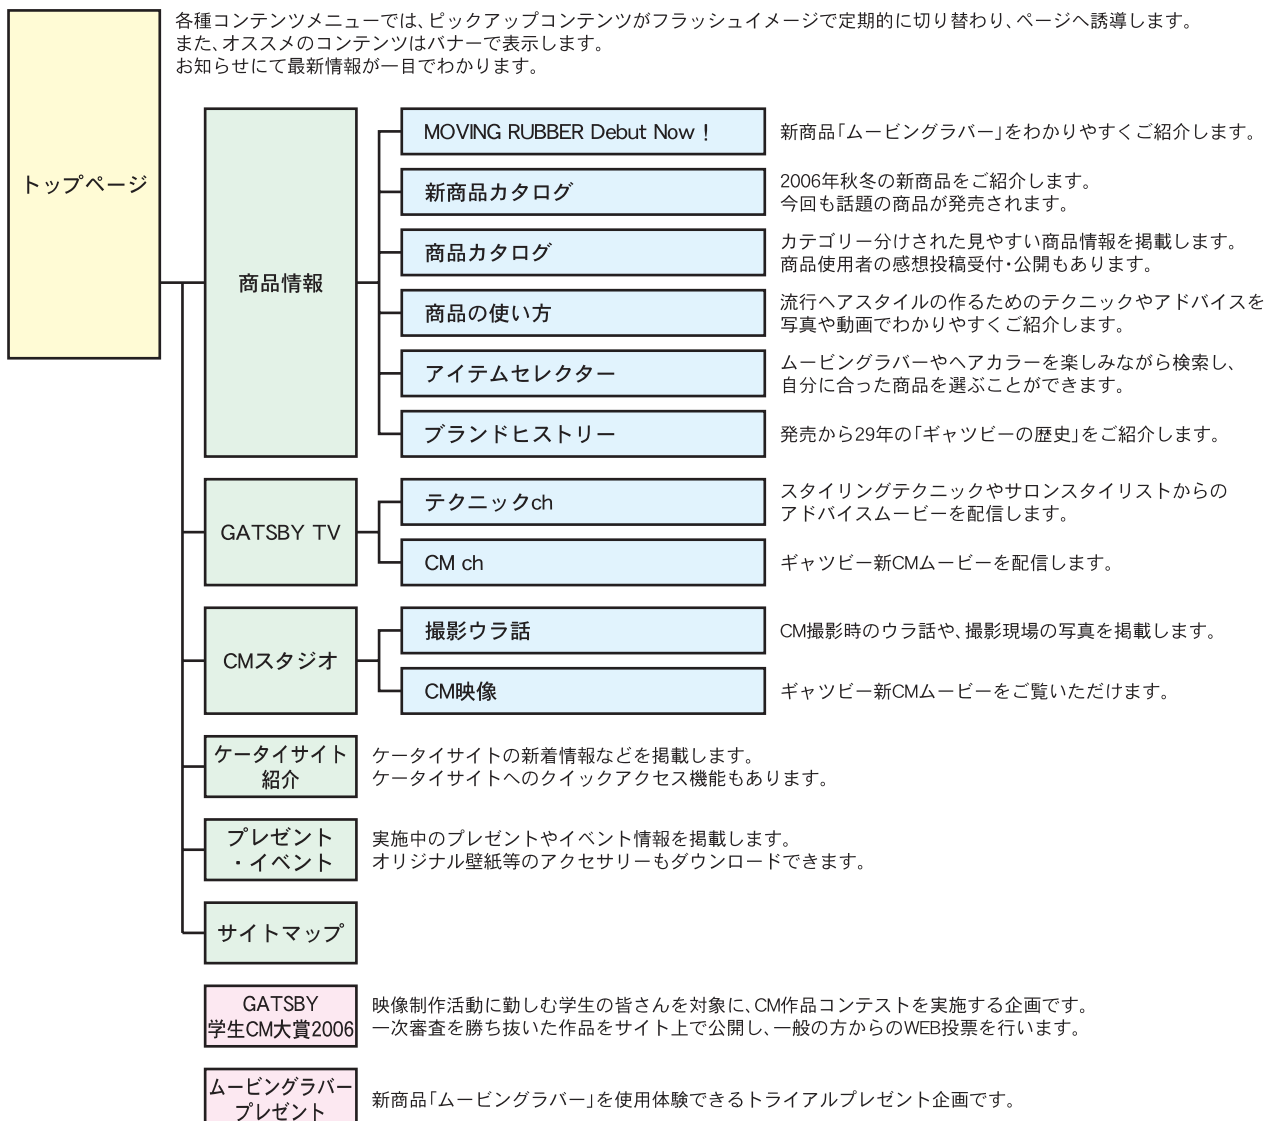 各種コンテンツメニューでは、ピックアップコンテンツがフラッシュイメージで定期的に切り替わり、ページへ誘導します。
また、オススメのコンテンツはバナーで表示します。
お知らせにて最新情報が一目でわかります。
トップページ
商品情報
MOVING RUBBER Debut Now！
新商品「ムービングラバー」をわかりやすくご紹介します。
新商品カタログ
2006年秋冬の新商品をご紹介します。
今回も話題の商品が発売されます。
商品カタログ
カテゴリー分けされた見やすい商品情報を掲載します。
商品使用者の感想投稿受付・公開もあります。
商品の使い方
流行ヘアスタイルの作るためのテクニックやアドバイスを
写真や動画でわかりやすくご紹介します。
アイテムセレクター
ムービングラバーやヘアカラーを楽しみながら検索し、
自分に合った商品を選ぶことができます。
ブランドヒストリー
発売から29年の「ギャツビーの歴史」をご紹介します。
GATSBY TV
テクニックch
スタイリングテクニックやサロンスタイリストからの
アドバイスムービーを配信します。
CM ch
ギャツビー新CMムービーを配信します。
CMスタジオ
撮影ウラ話
CM撮影時のウラ話や、撮影現場の写真を掲載します。
CM映像
ギャツビー新CMムービーをご覧いただけます。
ケータイサイト
紹介
ケータイサイトの新着情報などを掲載します。
ケータイサイトへのクイックアクセス機能もあります。
プレゼント
・イベント
実施中のプレゼントやイベント情報を掲載します。
オリジナル壁紙等のアクセサリーもダウンロードできます。
サイトマップ
GATSBY
学生CM大賞2006
映像制作活動に勤しむ学生の皆さんを対象に、CM作品コンテストを実施する企画です。
一次審査を勝ち抜いた作品をサイト上で公開し、一般の方からのWEB投票を行います。
ムービングラバー
プレゼント
新商品「ムービングラバー」を使用体験できるトライアルプレゼント企画です。